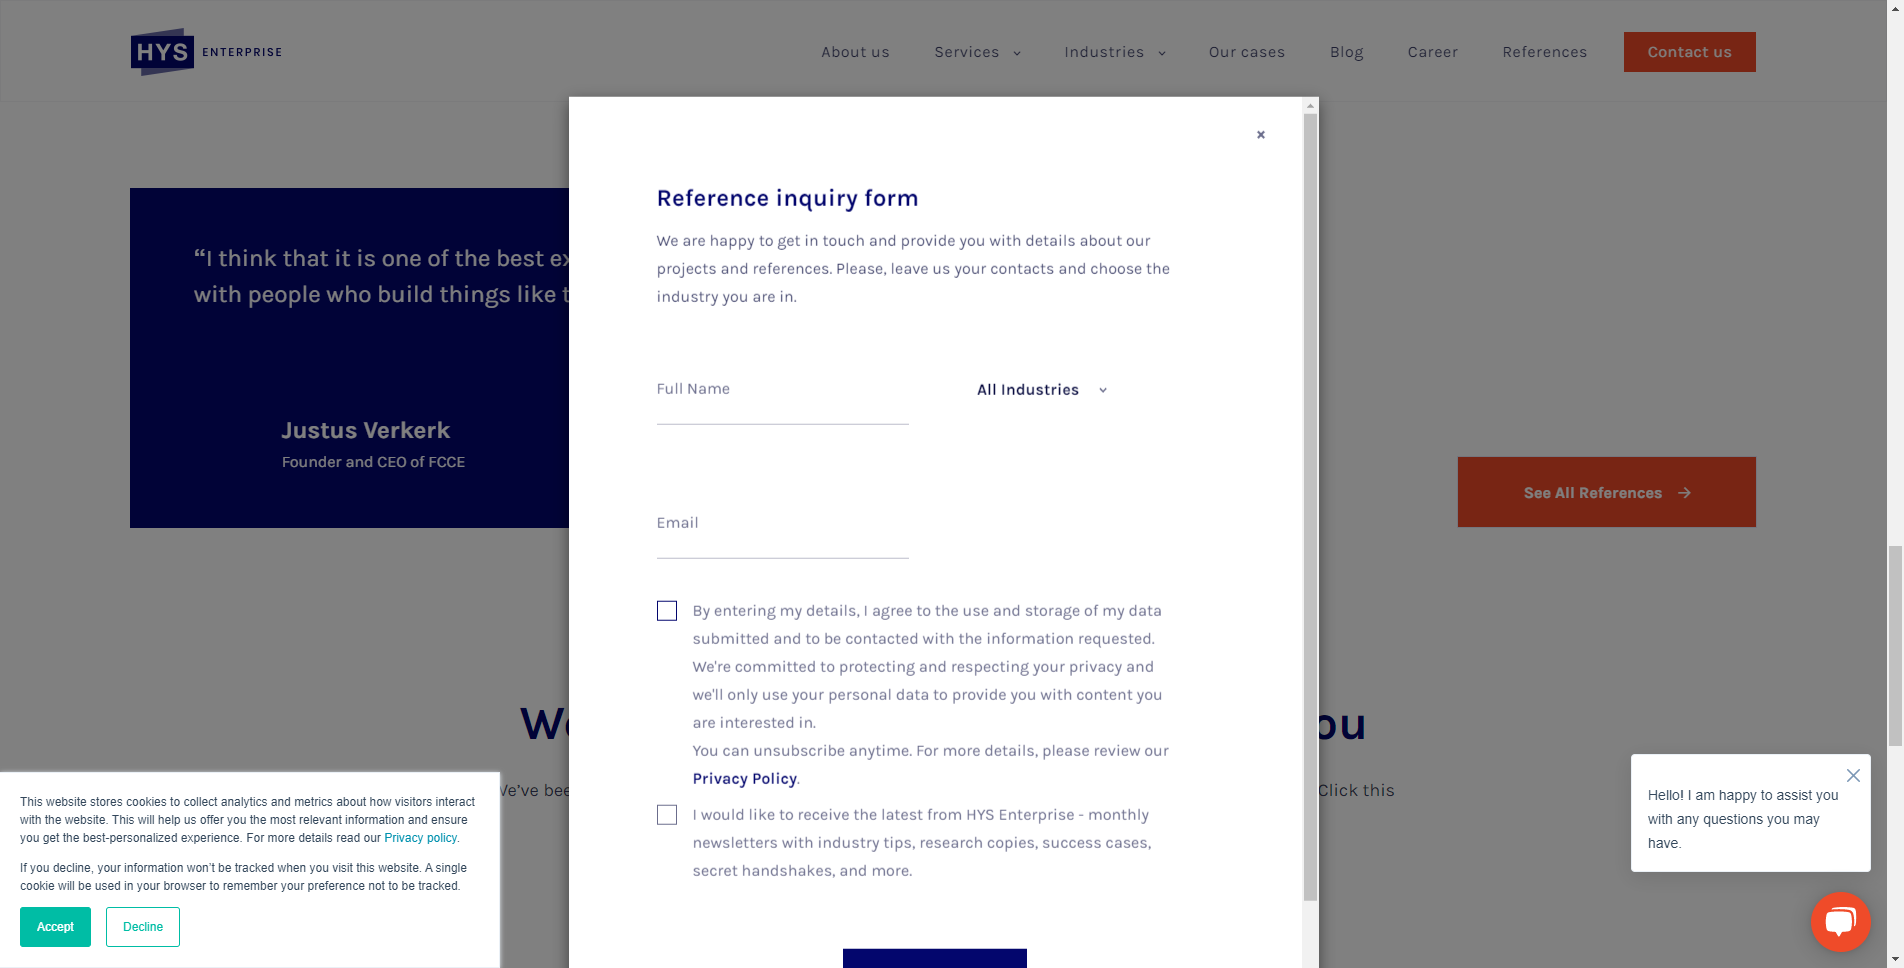 HYS ENTERPRISE
About us
Services
Industries
Our cases
Blog
Career
References
Contact us
“I think that it is one of the best
with people who build things like
Justus Verkerk
Founder and CEO of FCCE
Reference inquiry form
We are happy to get in touch and provide you with details about our
projects and references. Please, leave us your contacts and choose the
industry you are in.
Full Name
All Industries
Email
By entering my details, I agree to the use and storage of my data
submitted and to be contacted with the information requested.
We're committed to protecting and respecting your privacy and
we'll only use your personal data to provide you with content you
are interested in.
You can unsubscribe anytime. For more details, please review our
Privacy Policy.
I would like to receive the latest from HYS Enterprise - monthly
newsletters with industry tips, research copies, success cases,
secret handshakes, and more.
See All References
Click this
This website stores cookies to collect analytics and metrics about how visitors interact
with the website. This will help us offer you the most relevant information and ensure
you get the best-personalized experience. For more details read our Privacy policy.
If you decline, your information won't be tracked when you visit this website. A single
cookie will be used in your browser to remember your preference not to be tracked.
Accept
Decline
Hello! I am happy to assist you
with any questions you may
have.